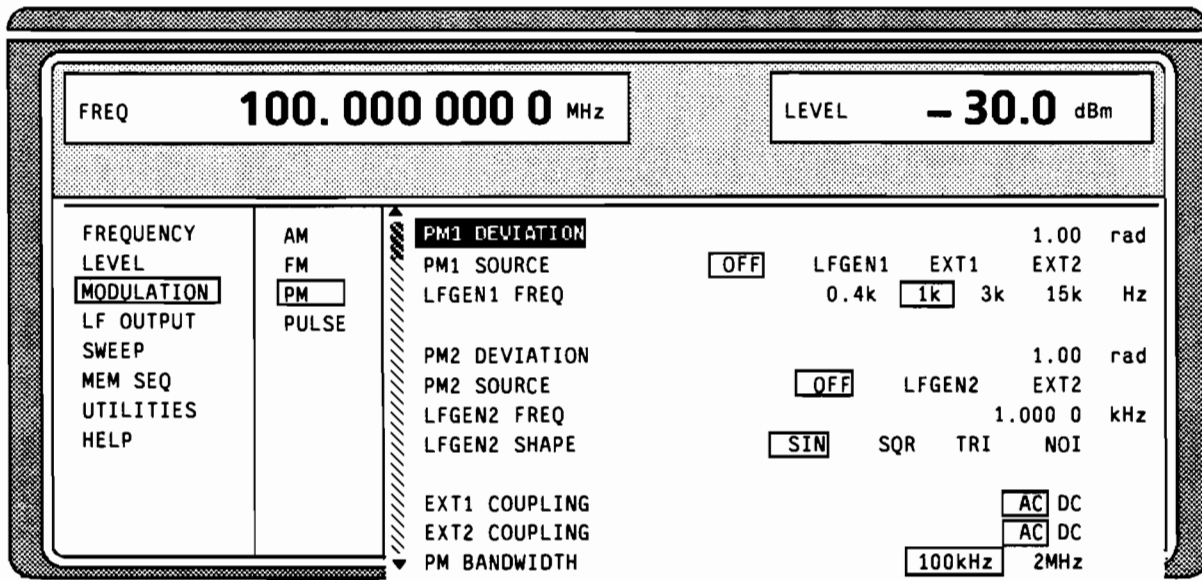 FREQ 100. 000 000 0 MHz
LEVEL – 30.0 dBm
FREQUENCY
LEVEL
MODULATION
LF OUTPUT
SWEEP
MEM SEQ
UTILITIES
HELP
AM
FM
PM
PULSE
PM1 DEVIATION 1.00 rad
PM1 SOURCE OFF LFGEN1 EXT1 EXT2
LFGEN1 FREQ 0.4k 1k 3k 15k Hz
PM2 DEVIATION 1.00 rad
PM2 SOURCE OFF LFGEN2 EXT2
LFGEN2 FREQ 1.000 0 kHz
LFGEN2 SHAPE SIN SQR TRI NOI
EXT1 COUPLING AC DC
EXT2 COUPLING AC DC
PM BANDWIDTH 100kHz 2MHz